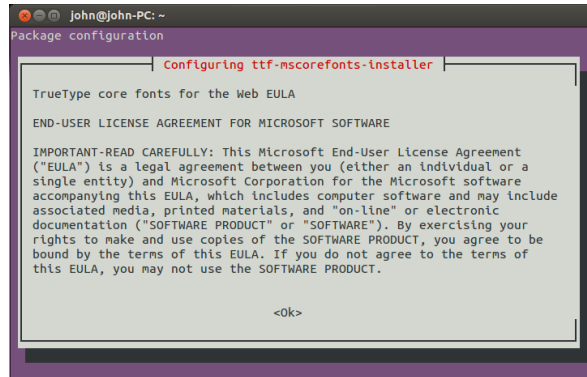 john@john-PC: ~
Package configuration
Configuring ttf-mscorefonts-installer
TrueType core fonts for the Web EULA
END-USER LICENSE AGREEMENT FOR MICROSOFT SOFTWARE
IMPORTANT-READ CAREFULLY: This Microsoft End-User License Agreement
("EULA") is a legal agreement between you (either an individual or a
single entity) and Microsoft Corporation for the Microsoft software
accompanying this EULA, which includes computer software and may include
associated media, printed materials, and "on-line" or electronic
documentation ("SOFTWARE PRODUCT" or "SOFTWARE"). By exercising your
rights to make and use copies of the SOFTWARE PRODUCT, you agree to be
bound by the terms of this EULA. If you do not agree to the terms of
this EULA, you may not use the SOFTWARE PRODUCT.
<Ok>